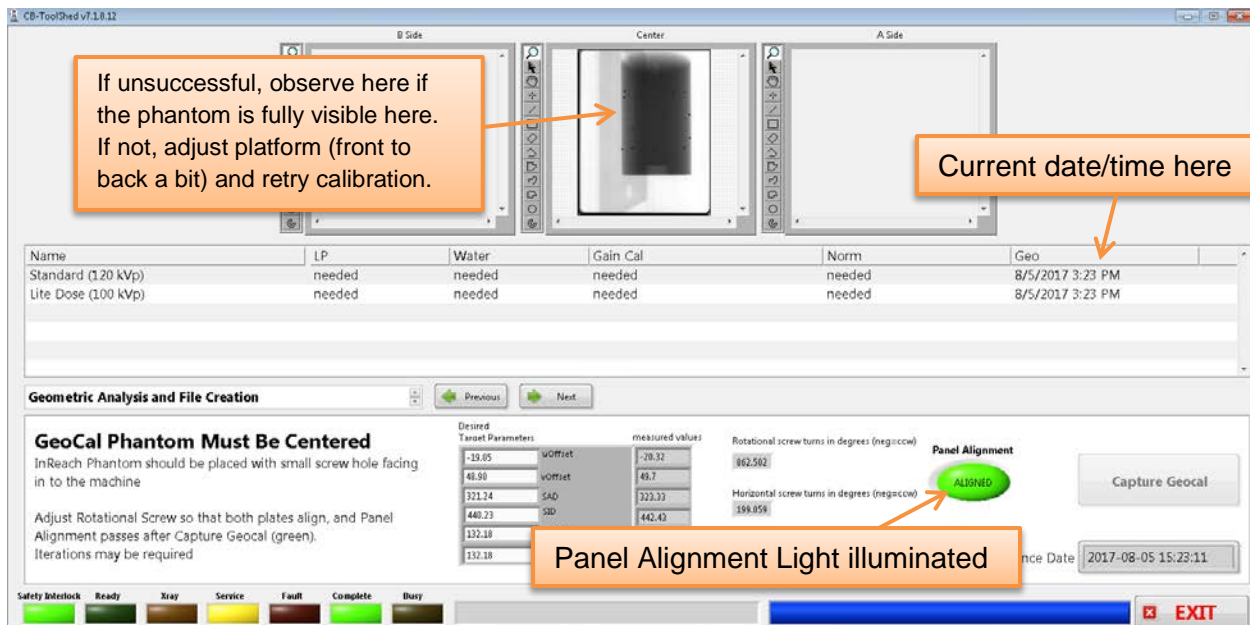 CB-ToolShed v7.1.8.12
B Side
Center
A Side
If unsuccessful, observe here if
the phantom is fully visible here.
If not, adjust platform (front to
back a bit) and retry calibration.
Current date/time here
Name LP Water Gain Cal Norm Geo
Standard (120 kVp) needed needed needed needed 8/5/2017 3:23 PM
Lite Dose (100 kVp) needed needed needed needed 8/5/2017 3:23 PM
Geometric Analysis and File Creation
Previous
Next
GeoCal Phantom Must Be Centered
InReach Phantom should be placed with small screw hole facing
in to the machine
Adjust Rotational Screw so that both plates align, and Panel
Alignment passes after Capture Geocal (green).
Iterations may be required
Desired
Target Parameters
measured values
-19.05 uOffset -20.32
48.90 vOffset 49.7
321.24 SAD 323.33
440.23 SID 442.43
132.18
132.18
Rotational screw turns in degrees (neg=ccw)
862.502
Horizontal screw turns in degrees (neg=ccw)
199.059
Panel Alignment
ALIGNED
Capture Geocal
Panel Alignment Light illuminated
nce Date 2017-08-05 15:23:11
Safety Interlock Ready Xray Service Fault Complete Busy
EXIT